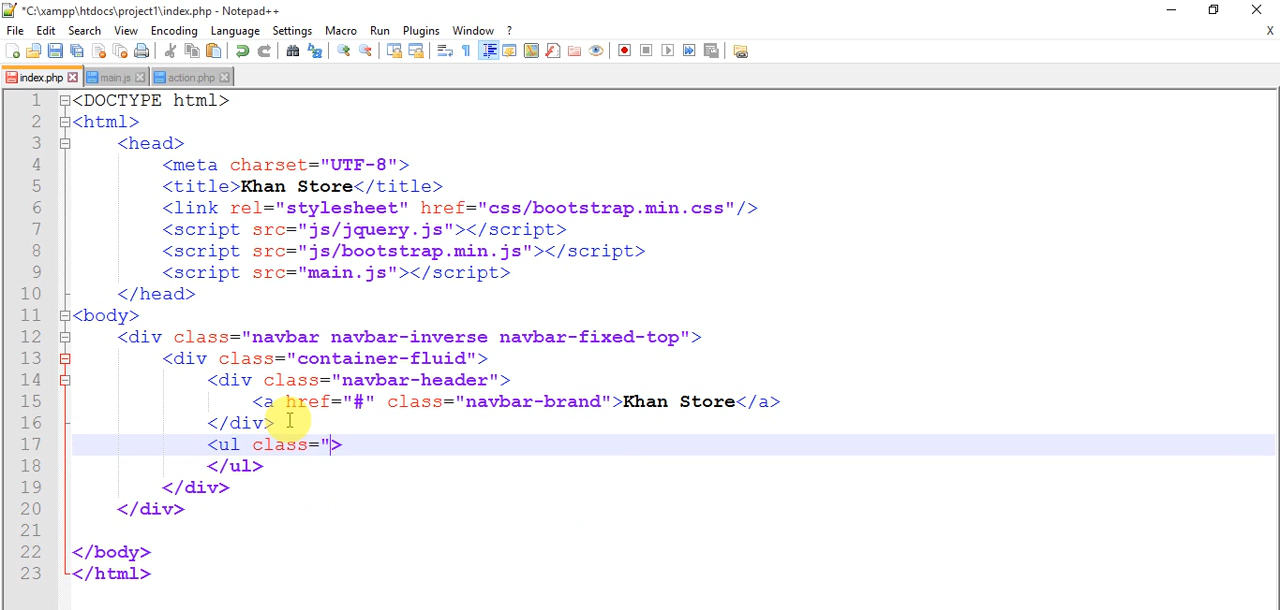 *C:\xampp\htdocs\project1\index.php - Notepad++
File Edit Search View Encoding Language Settings Macro Run Plugins Window ? X
index.php main.js action.php
1 <DOCTYPE html>
2 <html>
3 <head>
4 <meta charset="UTF-8">
5 <title>Khan Store</title>
6 <link rel="stylesheet" href="css/bootstrap.min.css"/>
7 <script src="js/jquery.js"></script>
8 <script src="js/bootstrap.min.js"></script>
9 <script src="main.js"></script>
10 </head>
11 <body>
12 <div class="navbar navbar-inverse navbar-fixed-top">
13 <div class="container-fluid">
14 <div class="navbar-header">
15 <a href="#" class="navbar-brand">Khan Store</a>
16 </div>
17 <ul class=">
18 </ul>
19 </div>
20 </div>
21
22 </body>
23 </html>